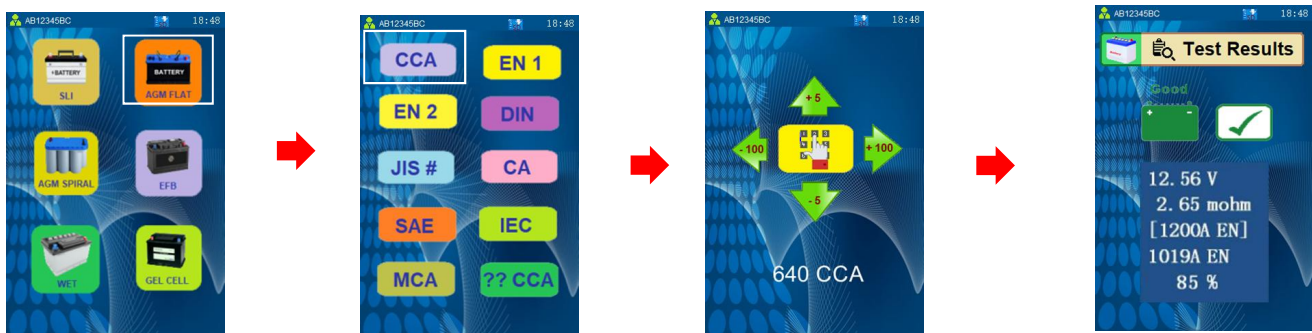 AB12345BC 18:48
+BATTERY
BATTERY
SLI
AGM FLAT
AGM SPIRAL
EFB
WET
GEL CELL
AB12345BC 18:48
CCA
EN 1
EN 2
DIN
JIS #
CA
SAE
IEC
MCA
?? CCA
AB12345BC 18:48
+ 5
- 100
+ 100
- 5
640 CCA
AB12345BC 18:48
Test Results
Good
+ -
12.56 V
2.65 mohm
[1200A EN]
1019A EN
85 %